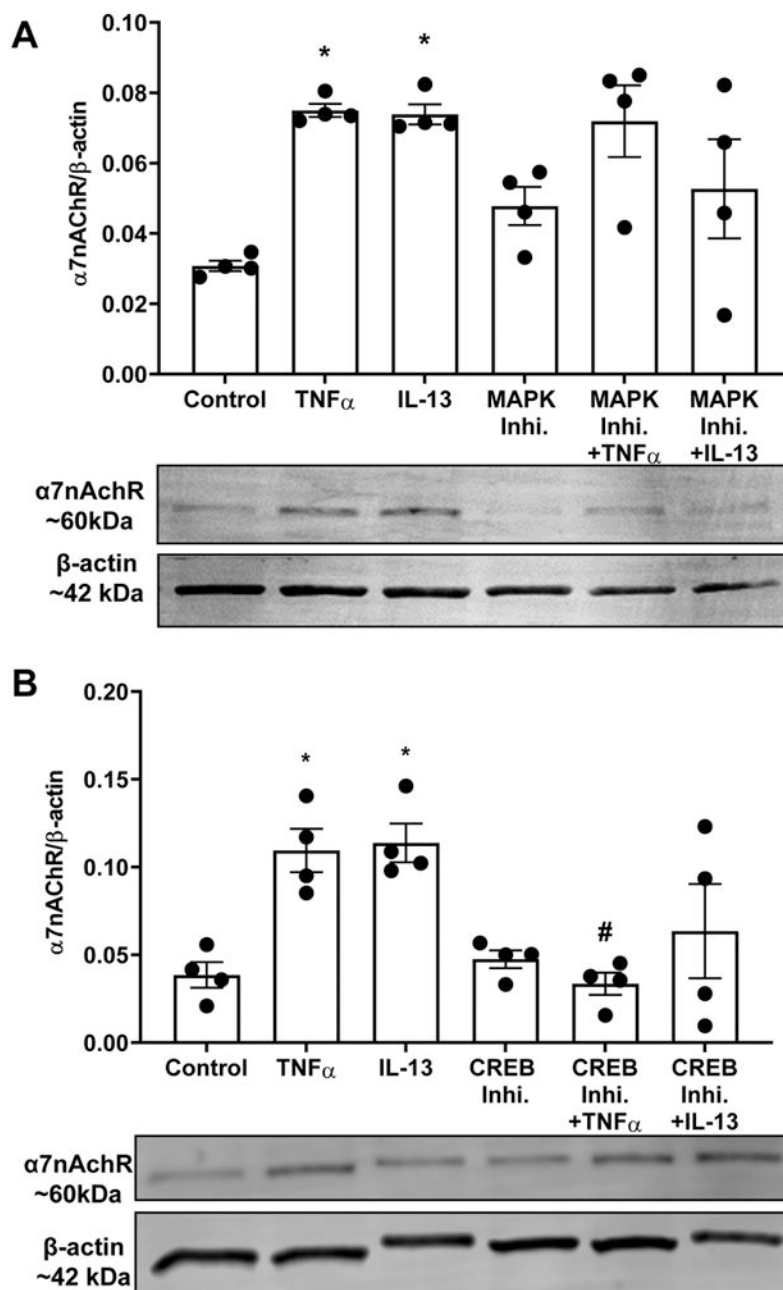 A
α7nAChR/β-actin
0.10
0.08
0.06
0.04
0.02
0.00
*
*
Control
TNFα
IL-13
MAPK
Inhi.
MAPK
Inhi.
+TNFα
MAPK
Inhi.
+IL-13
α7nAchR
~60kDa
β-actin
~42 kDa
B
α7nAChR/β-actin
0.20
0.15
0.10
0.05
0.00
*
*
#
Control
TNFα
IL-13
CREB
Inhi.
CREB
Inhi.
+TNFα
CREB
Inhi.
+IL-13
α7nAchR
~60kDa
β-actin
~42 kDa